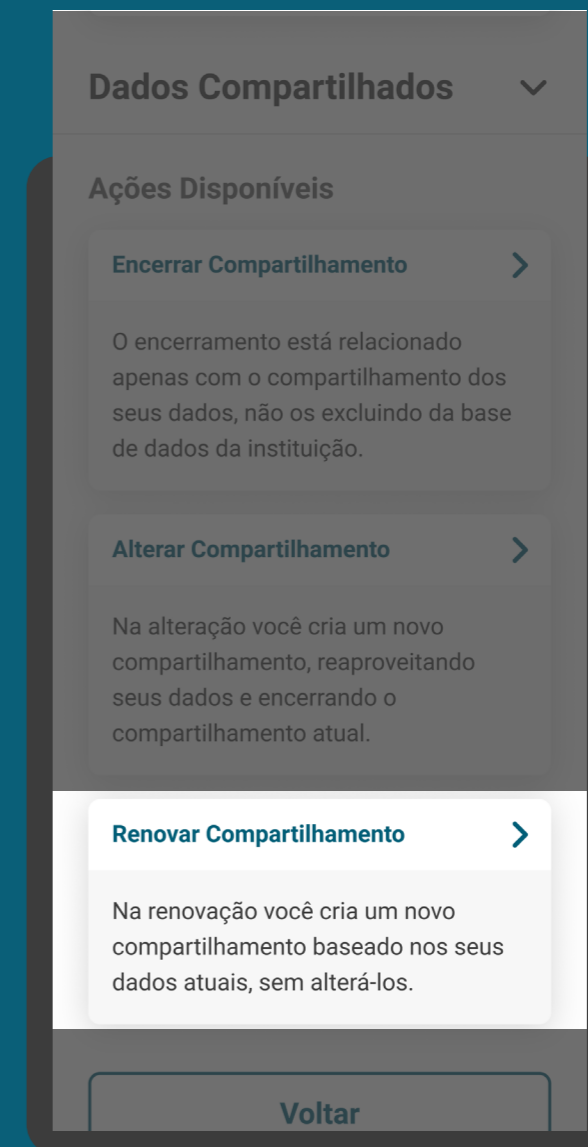 Dados Compartilhados
Ações Disponíveis
Encerrar Compartilhamento
O encerramento está relacionado
apenas com o compartilhamento dos
seus dados, não os excluindo da base
de dados da instituição.
Alterar Compartilhamento
Na alteração você cria um novo
compartilhamento, reaproveitando
seus dados e encerrando o
compartilhamento atual.
Renovar Compartilhamento
Na renovação você cria um novo
compartilhamento baseado nos seus
dados atuais, sem alterá-los.
Voltar